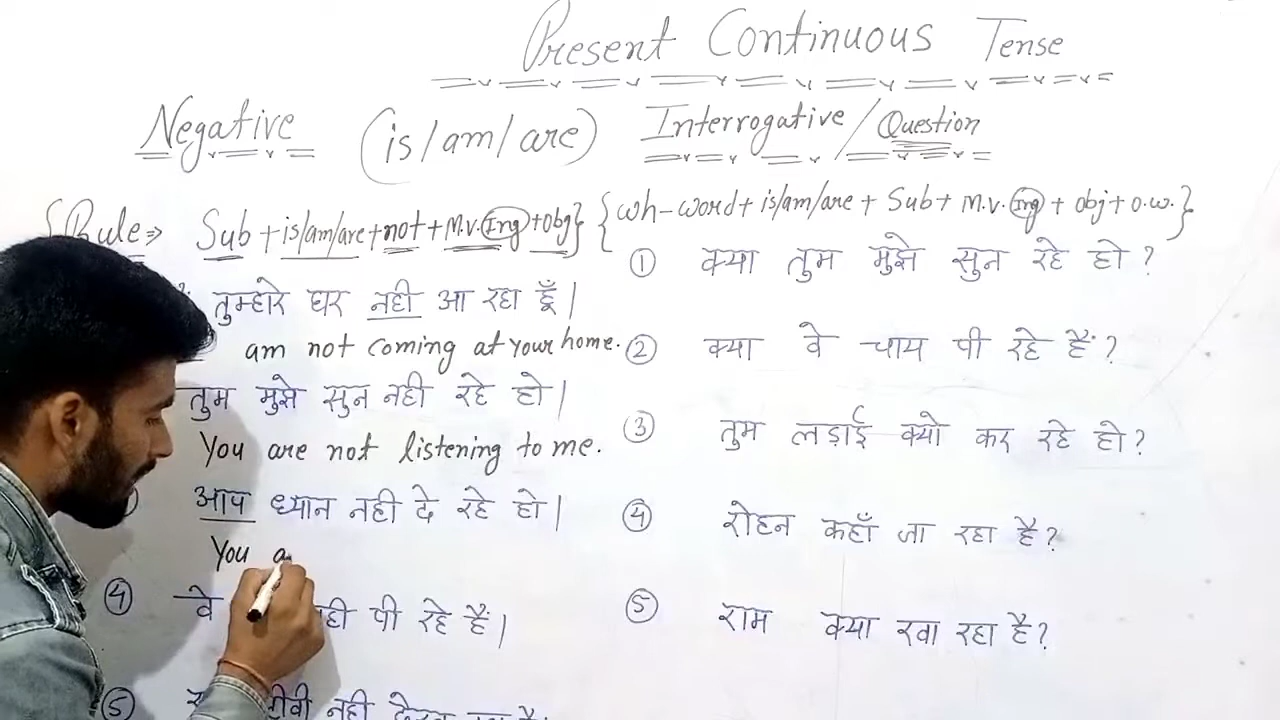 Present Continuous Tense
Negative (is/am/are) Interrogative/Question
{Rule⇒ Sub+is/am/are+not+M.V.Ing+Obj}
तुम्हारे घर नही आ रहा हूँ|
am not coming at your home.
तुम मुझे सुन नही रहे हो|
You are not listening to me.
आप ध्यान नही दे रहे हो|
You a
④ वे ही पी रहे हैं|
⑤ टीवी नही
{wh-word+is/am/are+Sub+M.V.Ing+obj+o.w.}
① क्या तुम मुझे सुन रहे हो?
② क्या वे चाय पी रहे हैं?
③ तुम लड़ाई क्यो कर रहे हो?
④ रोहन कहाँ जा रहा है?
⑤ राम क्या खा रहा है?